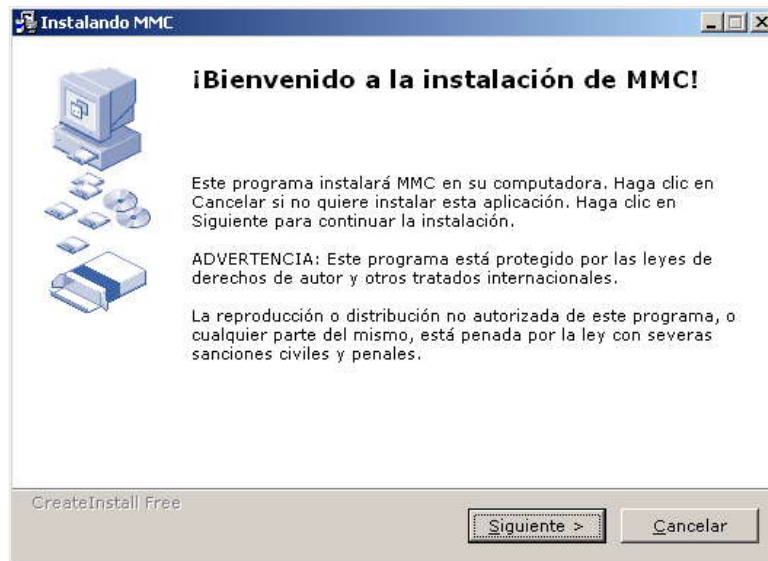 Instalando MMC
¡Bienvenido a la instalación de MMC!
Este programa instalará MMC en su computadora. Haga clic en
Cancelar si no quiere instalar esta aplicación. Haga clic en
Siguiente para continuar la instalación.
ADVERTENCIA: Este programa está protegido por las leyes de
derechos de autor y otros tratados internacionales.
La reproducción o distribución no autorizada de este programa, o
cualquier parte del mismo, está penada por la ley con severas
sanciones civiles y penales.
CreateInstall Free
Siguiente >
Cancelar